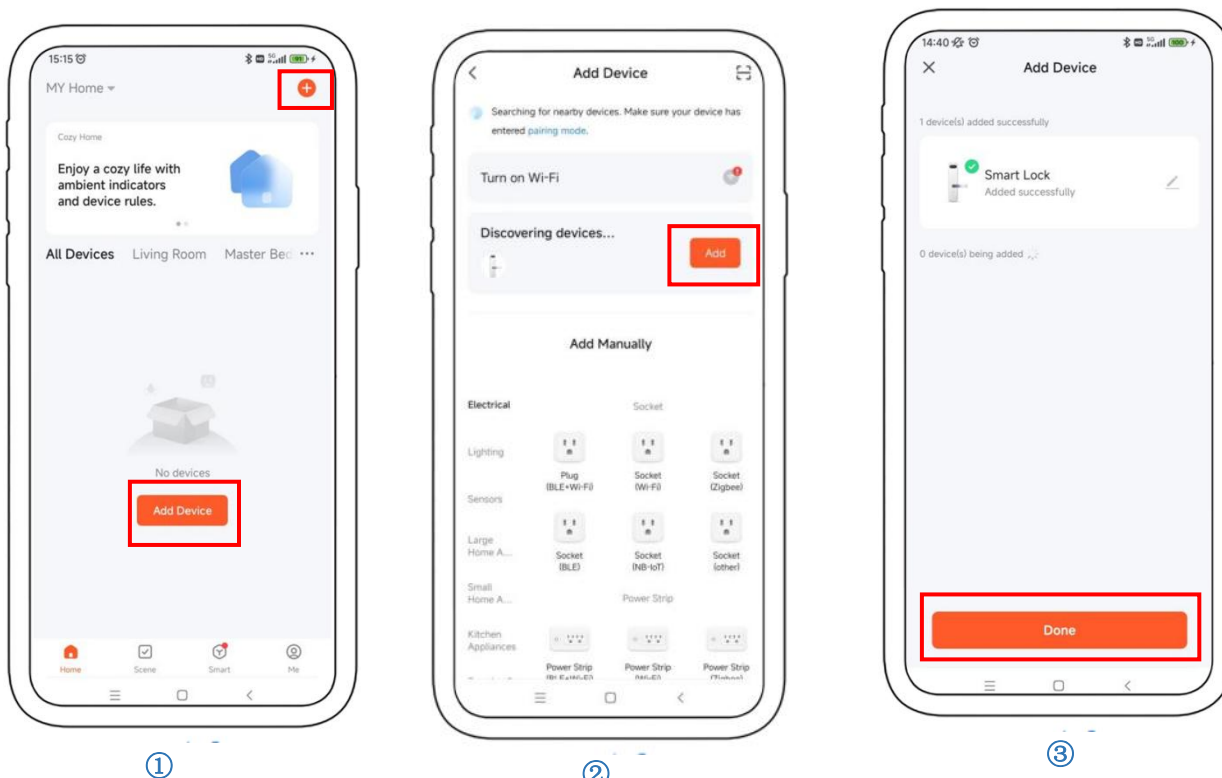 15:15
MY Home
Cozy Home
Enjoy a cozy life with
ambient indicators
and device rules.
All Devices Living Room Master Bec ...
No devices
Add Device
Home Scene Smart Me
①
Add Device
Searching for nearby devices. Make sure your device has
entered pairing mode.
Turn on Wi-Fi
Discovering devices...
Add
Add Manually
Electrical
Socket
Lighting
Plug
(BLE+Wi-Fi)
Socket
(Wi-Fi)
Socket
(Zigbee)
Sensors
Large
Home A...
Socket
(BLE)
Socket
(NB-IoT)
Socket
(other)
Small
Home A...
Power Strip
Kitchen
Appliances
Power Strip
Power Strip
Power Strip
②
14:40
Add Device
1 device(s) added successfully
Smart Lock
Added successfully
0 device(s) being added
Done
③